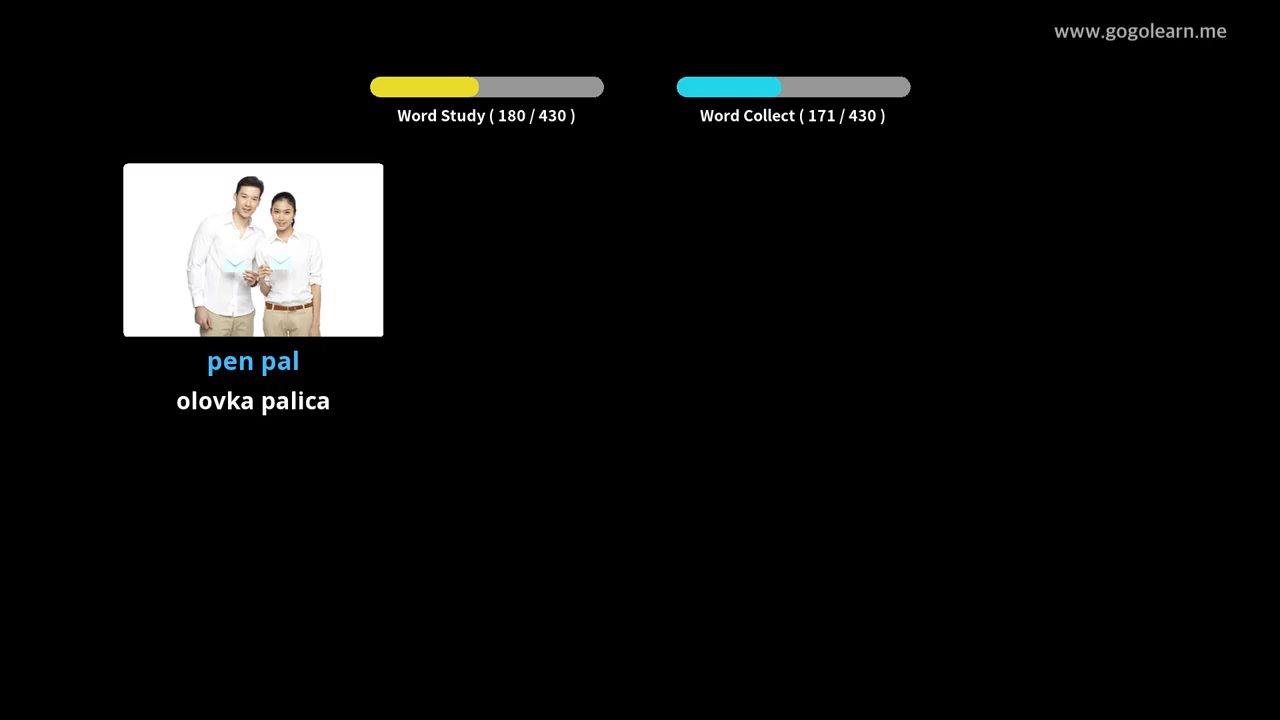 www.gogolearn.me
Word Study ( 180 / 430 )
Word Collect ( 171 / 430 )
pen pal
olovka palica